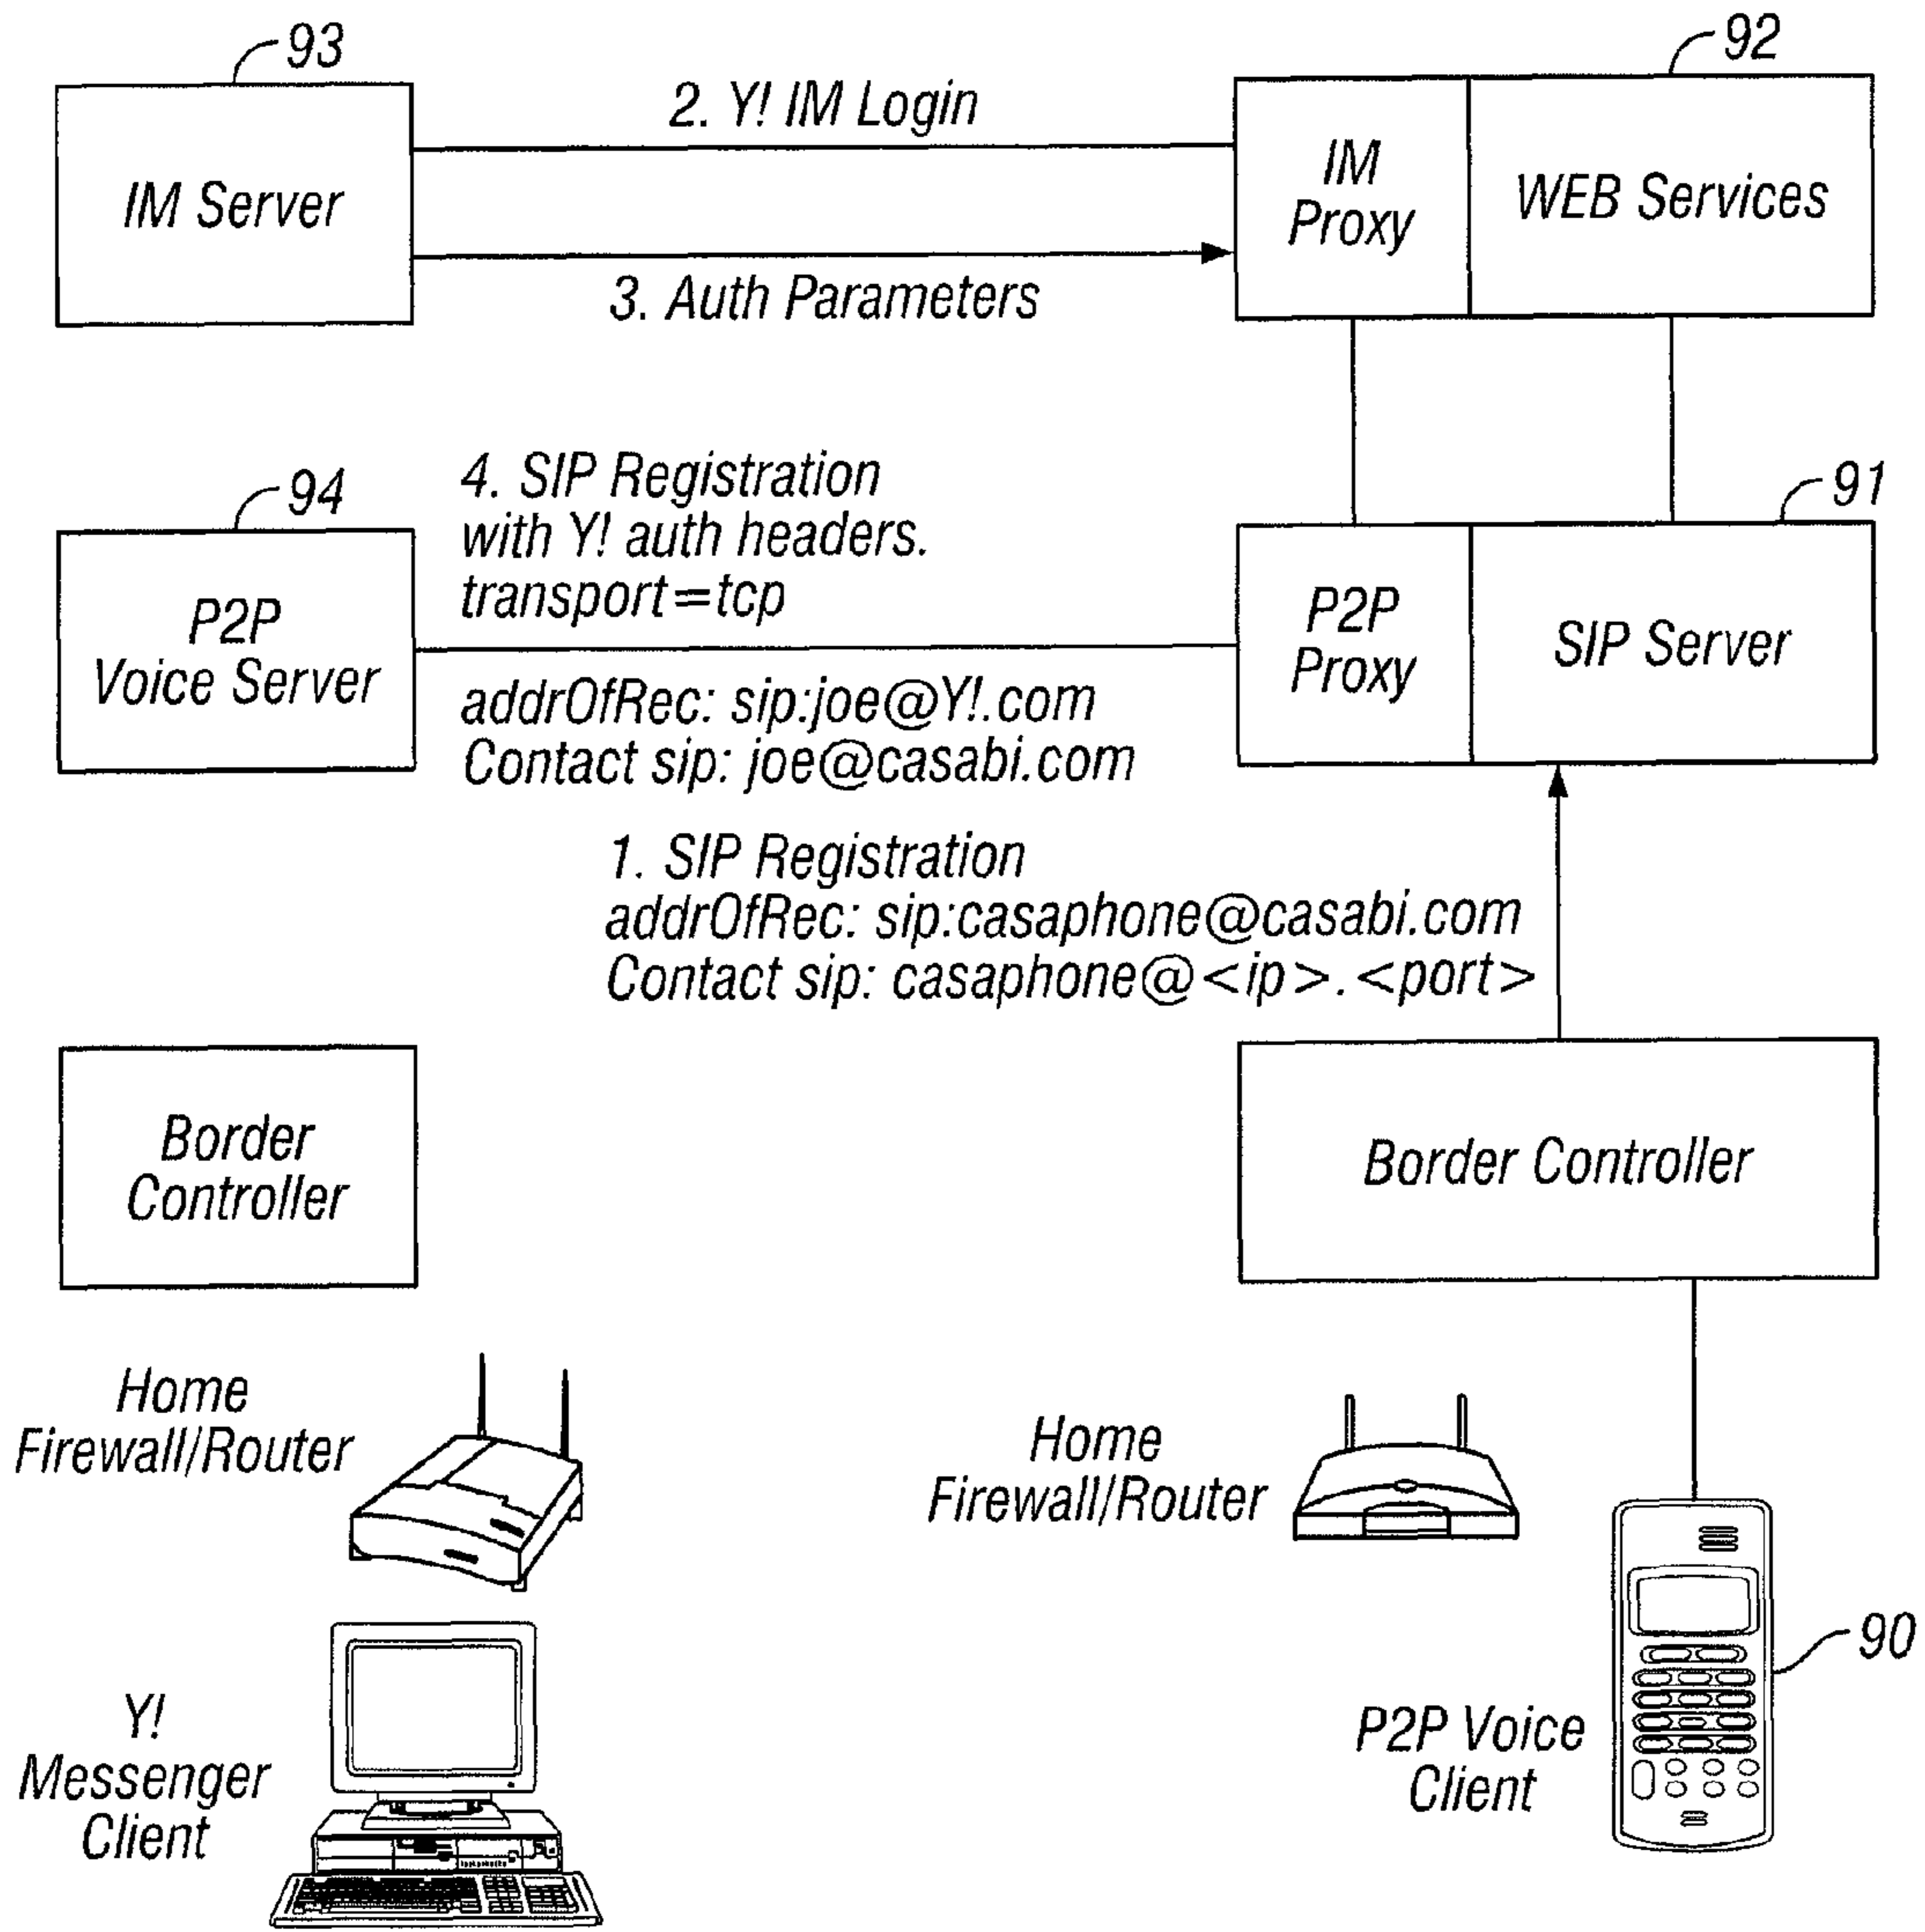 93
92
2. Y! IM Login
IM Server
IM
Proxy
WEB Services
3. Auth Parameters
94
4. SIP Registration
with Y! auth headers.
transport=tcp
91
P2P
Voice Server
P2P
Proxy
SIP Server
addrOfRec: sip:joe@Y!.com
Contact sip: joe@casabi.com
1. SIP Registration
addrOfRec: sip:casaphone@casabi.com
Contact sip: casaphone@<ip>.<port>
Border
Controller
Border Controller
Home
Firewall/Router
Home
Firewall/Router
90
Y!
Messenger
Client
P2P Voice
Client